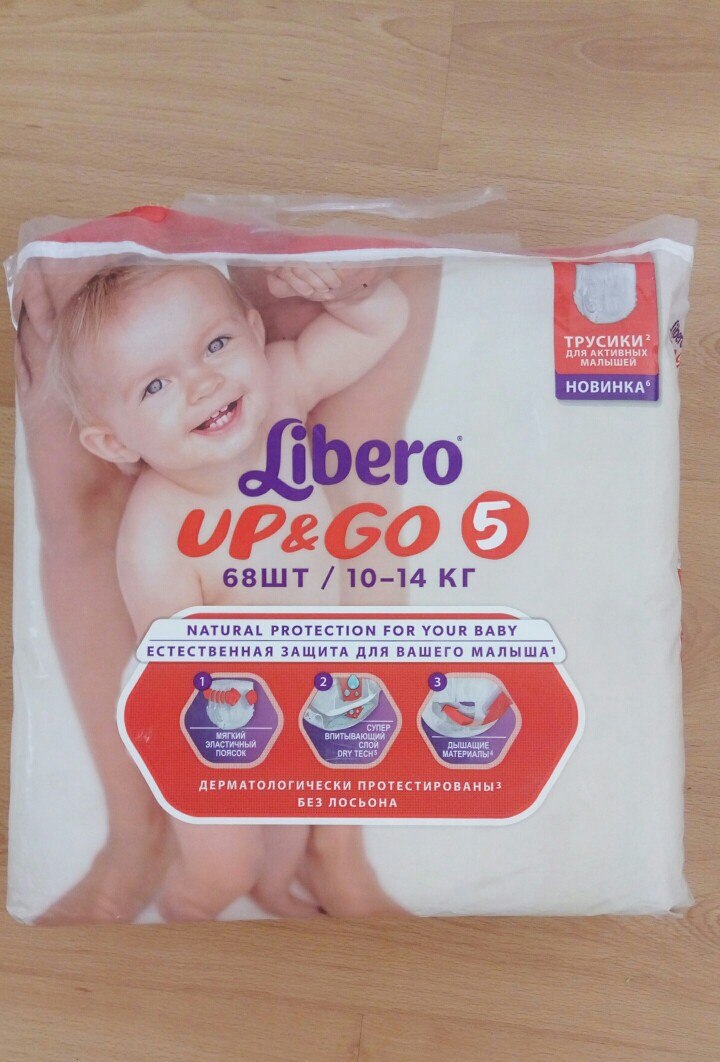 ТРУСИКИ²
ДЛЯ АКТИВНЫХ
МАЛЫШЕЙ
НОВИНКА⁶
Libero
Libero®
UP&GO 5
68ШТ / 10–14 КГ
NATURAL PROTECTION FOR YOUR BABY
ЕСТЕСТВЕННАЯ ЗАЩИТА ДЛЯ ВАШЕГО МАЛЫША¹
1
МЯГКИЙ
ЭЛАСТИЧНЫЙ
ПОЯСОК
2
СУПЕР
ВПИТЫВАЮЩИЙ
СЛОЙ
DRY TECH⁵
3
ДЫШАЩИЕ
МАТЕРИАЛЫ⁴
ДЕРМАТОЛОГИЧЕСКИ ПРОТЕСТИРОВАНЫ³
БЕЗ ЛОСЬОНА